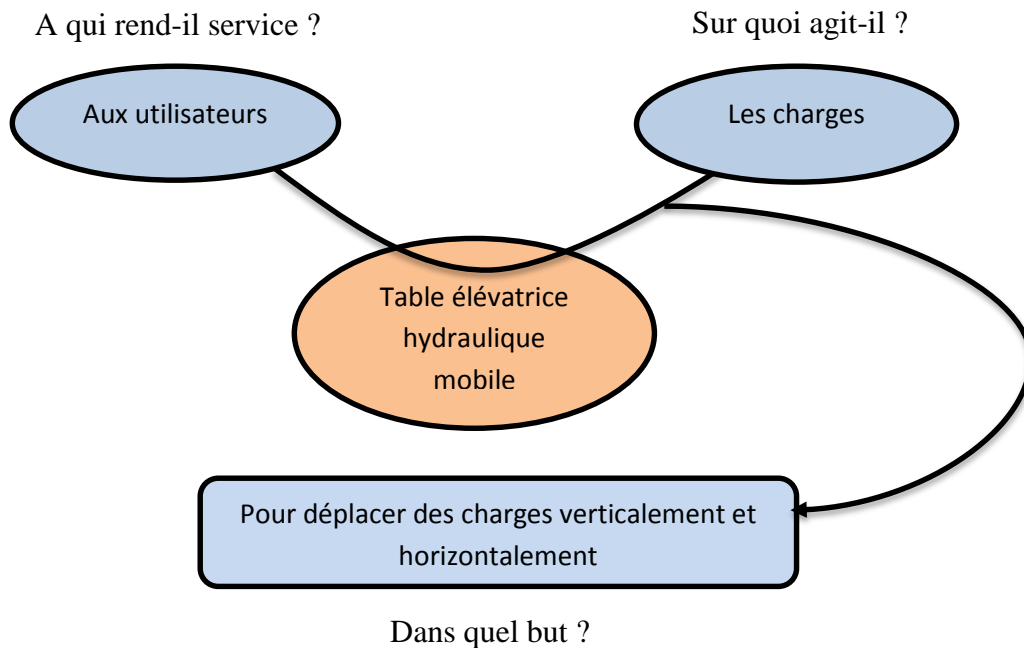 A qui rend-il service ?
Sur quoi agit-il ?
Aux utilisateurs
Les charges
Table élévatrice
hydraulique
mobile
Pour déplacer des charges verticalement et
horizontalement
Dans quel but ?